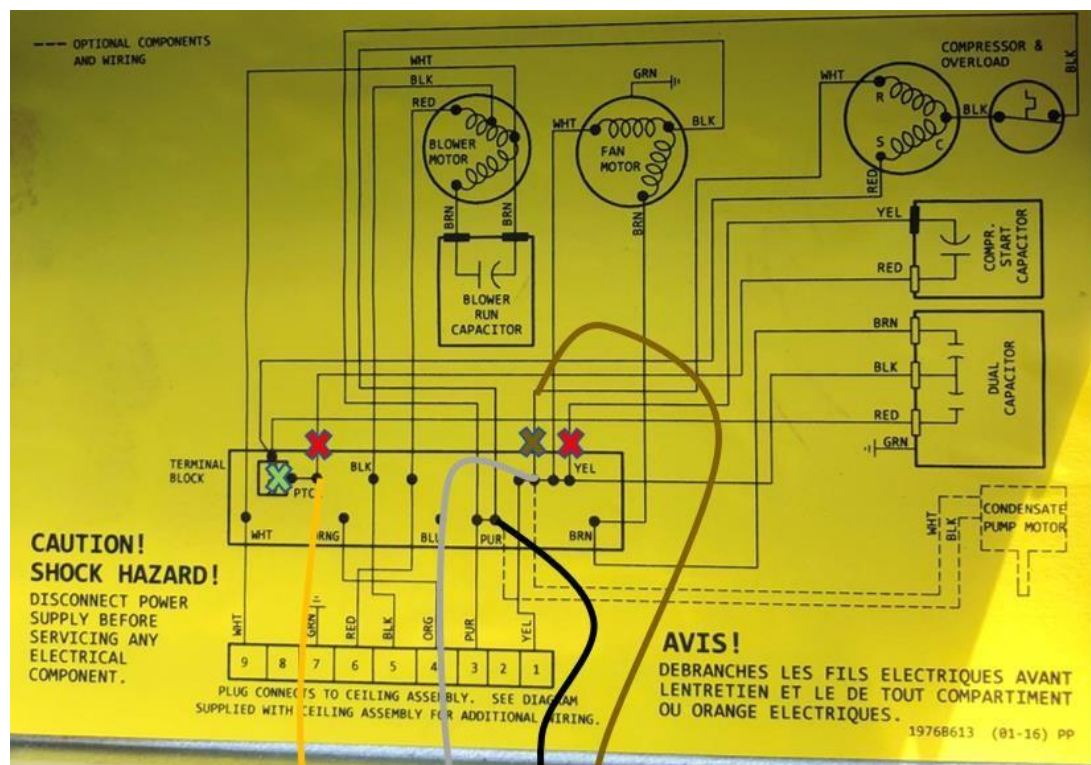 OPTIONAL COMPONENTS
AND WIRING
WHT
BLK
RED
BLOWER
MOTOR
BRN
BRN
BLOWER
RUN
CAPACITOR
GRN
WHT
BLK
FAN
MOTOR
BRN
COMPRESSOR &
OVERLOAD
BLK
WHT
R
BLK
S
C
RED
YEL
RED
COMPR.
START
CAPACITOR
BRN
BLK
RED
GRN
DUAL
CAPACITOR
TERMINAL
BLOCK
PTC
BLK
YEL
WHT
ORNG
BLU
PUR
BRN
WHT
BLK
CONDENSATE
PUMP MOTOR
CAUTION!
SHOCK HAZARD!
DISCONNECT POWER
SUPPLY BEFORE
SERVICING ANY
ELECTRICAL
COMPONENT.
WHT
GRN
RED
BLK
ORG
PUR
YEL
9 8 7 6 5 4 3 2 1
PLUG CONNECTS TO CEILING ASSEMBLY. SEE DIAGRAM
SUPPLIED WITH CEILING ASSEMBLY FOR ADDITIONAL WIRING.
AVIS!
DEBRANCHES LES FILS ELECTRIQUES AVANT
LENTRETIEN ET LE DE TOUT COMPARTIMENT
OU ORANGE ELECTRIQUES.
1976B613 (01-16) PP